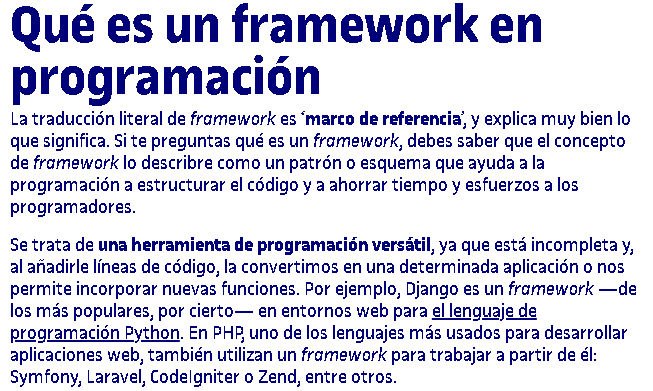 Qué es un framework en
programación
La traducción literal de framework es ‘marco de referencia’, y explica muy bien lo
que significa. Si te preguntas qué es un framework, debes saber que el concepto
de framework lo describre como un patrón o esquema que ayuda a la
programación a estructurar el código y a ahorrar tiempo y esfuerzos a los
programadores.
Se trata de una herramienta de programación versátil, ya que está incompleta y,
al añadirle líneas de código, la convertimos en una determinada aplicación o nos
permite incorporar nuevas funciones. Por ejemplo, Django es un framework —de
los más populares, por cierto— en entornos web para el lenguaje de
programación Python. En PHP, uno de los lenguajes más usados para desarrollar
aplicaciones web, también utilizan un framework para trabajar a partir de él:
Symfony, Laravel, CodeIgniter o Zend, entre otros.